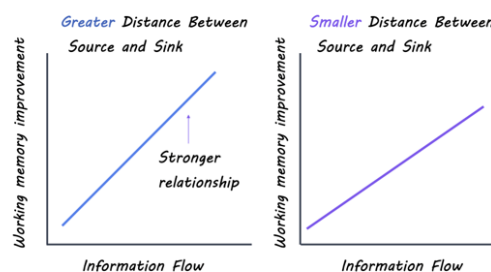 Greater Distance Between
Source and Sink
Working memory improvement
Stronger
relationship
Information Flow
Smaller Distance Between
Source and Sink
Working memory improvement
Information Flow